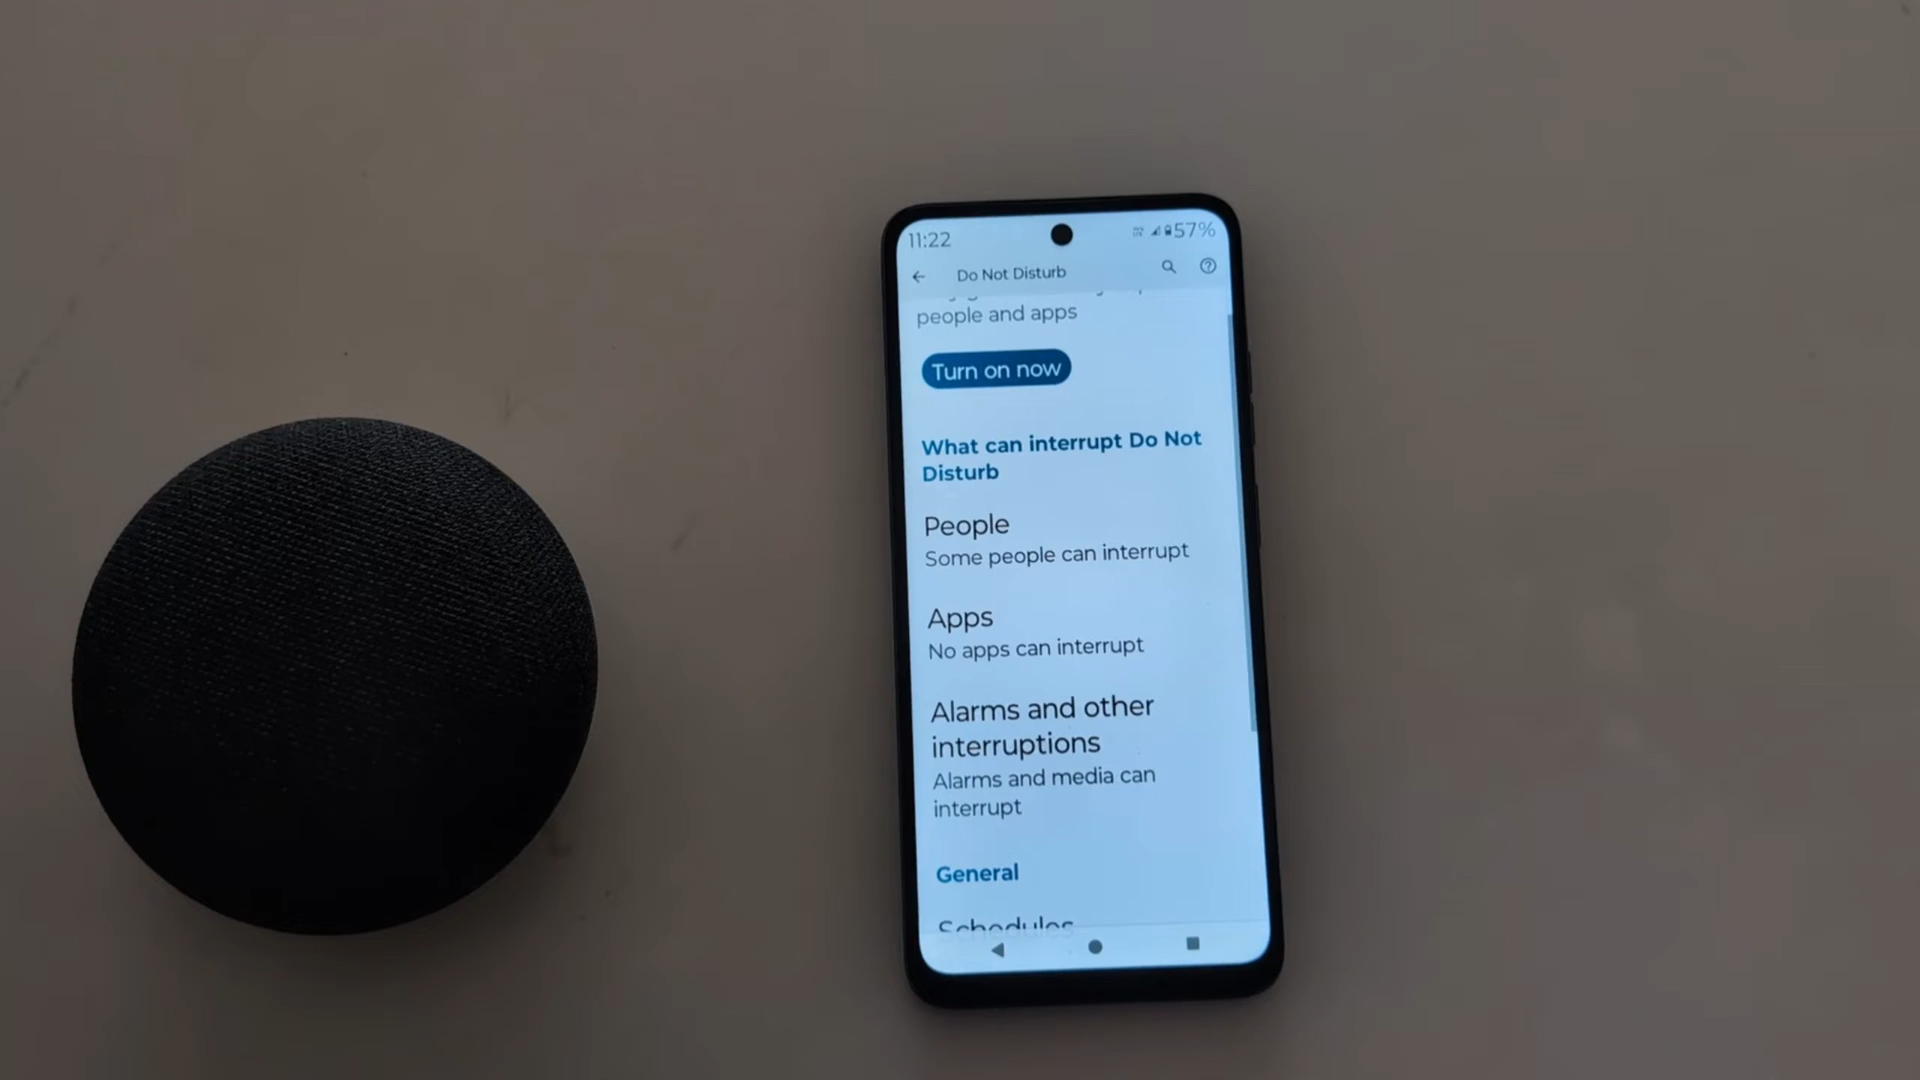 11:22
57%
Do Not Disturb
people and apps
Turn on now
What can interrupt Do Not
Disturb
People
Some people can interrupt
Apps
No apps can interrupt
Alarms and other
interruptions
Alarms and media can
interrupt
General
Schedules